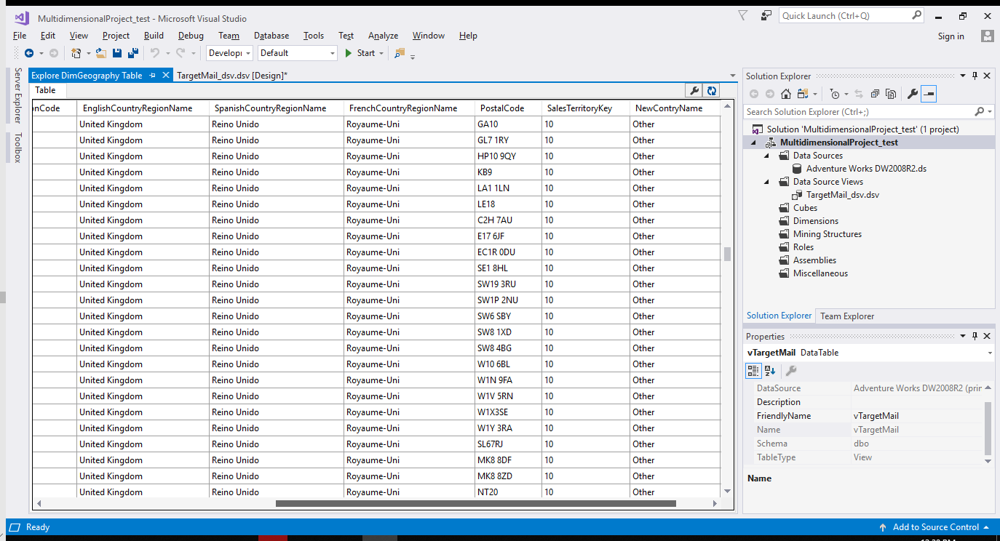 MultidimensionalProject_test - Microsoft Visual Studio
Quick Launch (Ctrl+Q)
File Edit View Project Build Debug Team Database Tools Test Analyze Window Help
Sign in
Develop Default Start
Server Explorer
Toolbox
Explore DimGeography Table TargetMail_dsv.dsv [Design]*
Table
nCode EnglishCountryRegionName SpanishCountryRegionName FrenchCountryRegionName PostalCode SalesTerritoryKey NewContryName
United Kingdom Reino Unido Royaume-Uni GA10 10 Other
United Kingdom Reino Unido Royaume-Uni GL7 1RY 10 Other
United Kingdom Reino Unido Royaume-Uni HP10 9QY 10 Other
United Kingdom Reino Unido Royaume-Uni KB9 10 Other
United Kingdom Reino Unido Royaume-Uni LA1 1LN 10 Other
United Kingdom Reino Unido Royaume-Uni LE18 10 Other
United Kingdom Reino Unido Royaume-Uni C2H 7AU 10 Other
United Kingdom Reino Unido Royaume-Uni E17 6JF 10 Other
United Kingdom Reino Unido Royaume-Uni EC1R 0DU 10 Other
United Kingdom Reino Unido Royaume-Uni SE1 8HL 10 Other
United Kingdom Reino Unido Royaume-Uni SW19 3RU 10 Other
United Kingdom Reino Unido Royaume-Uni SW1P 2NU 10 Other
United Kingdom Reino Unido Royaume-Uni SW6 SBY 10 Other
United Kingdom Reino Unido Royaume-Uni SW8 1XD 10 Other
United Kingdom Reino Unido Royaume-Uni SW8 4BG 10 Other
United Kingdom Reino Unido Royaume-Uni W10 6BL 10 Other
United Kingdom Reino Unido Royaume-Uni W1N 9FA 10 Other
United Kingdom Reino Unido Royaume-Uni W1V 5RN 10 Other
United Kingdom Reino Unido Royaume-Uni W1X3SE 10 Other
United Kingdom Reino Unido Royaume-Uni W1Y 3RA 10 Other
United Kingdom Reino Unido Royaume-Uni SL67RJ 10 Other
United Kingdom Reino Unido Royaume-Uni MK8 8DF 10 Other
United Kingdom Reino Unido Royaume-Uni MK8 8ZD 10 Other
United Kingdom Reino Unido Royaume-Uni NT20 10 Other
Solution Explorer
Search Solution Explorer (Ctrl+;)
Solution 'MultidimensionalProject_test' (1 project)
MultidimensionalProject_test
Data Sources
Adventure Works DW2008R2.ds
Data Source Views
TargetMail_dsv.dsv
Cubes
Dimensions
Mining Structures
Roles
Assemblies
Miscellaneous
Solution Explorer Team Explorer
Properties
vTargetMail DataTable
DataSource Adventure Works DW2008R2 (prir
Description
FriendlyName vTargetMail
Name vTargetMail
Schema dbo
TableType View
Name
Ready
Add to Source Control